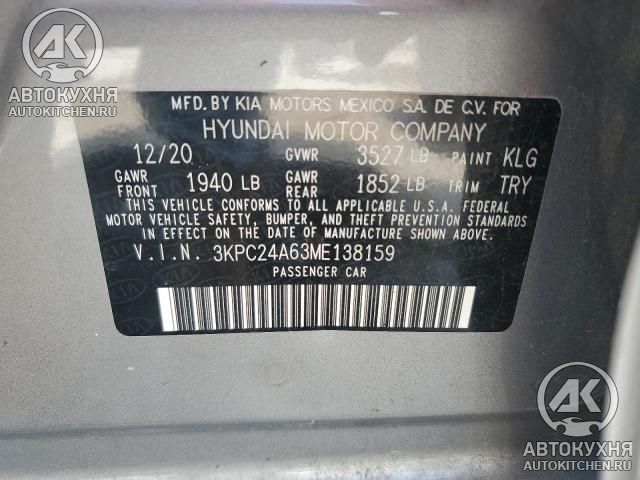 АВТОКУХНЯ
AUTOKITCHEN.RU
MFD. BY KIA MOTORS MEXICO S.A. DE C.V. FOR
HYUNDAI MOTOR COMPANY
12/20 GVWR 3527 LB PAINT KLG
GAWR FRONT 1940 LB GAWR REAR 1852 LB TRIM TRY
THIS VEHICLE CONFORMS TO ALL APPLICABLE U.S.A. FEDERAL
MOTOR VEHICLE SAFETY, BUMPER, AND THEFT PREVENTION STANDARDS
IN EFFECT ON THE DATE OF MANUFACTURE SHOWN ABOVE.
V.I.N. 3KPC24A63ME138159
PASSENGER CAR
AK
АВТОКУХНЯ
AUTOKITCHEN.RU